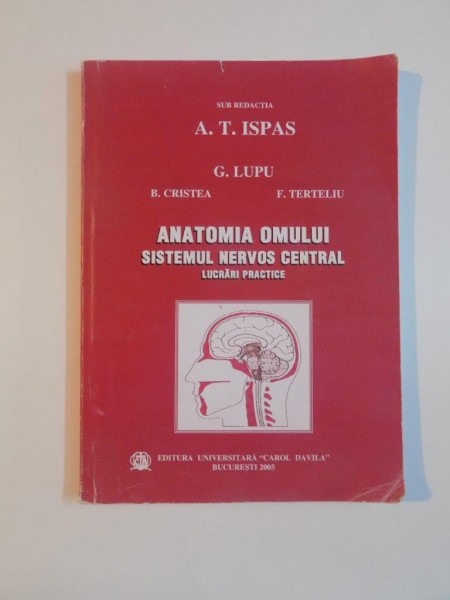 SUB REDACTIA
A. T. ISPAS
G. LUPU
B. CRISTEA F. TERTELIU
ANATOMIA OMULUI
SISTEMUL NERVOS CENTRAL
LUCRĂRI PRACTICE
EDITURA UNIVERSITARĂ "CAROL DAVILA"
BUCUREȘTI 2005